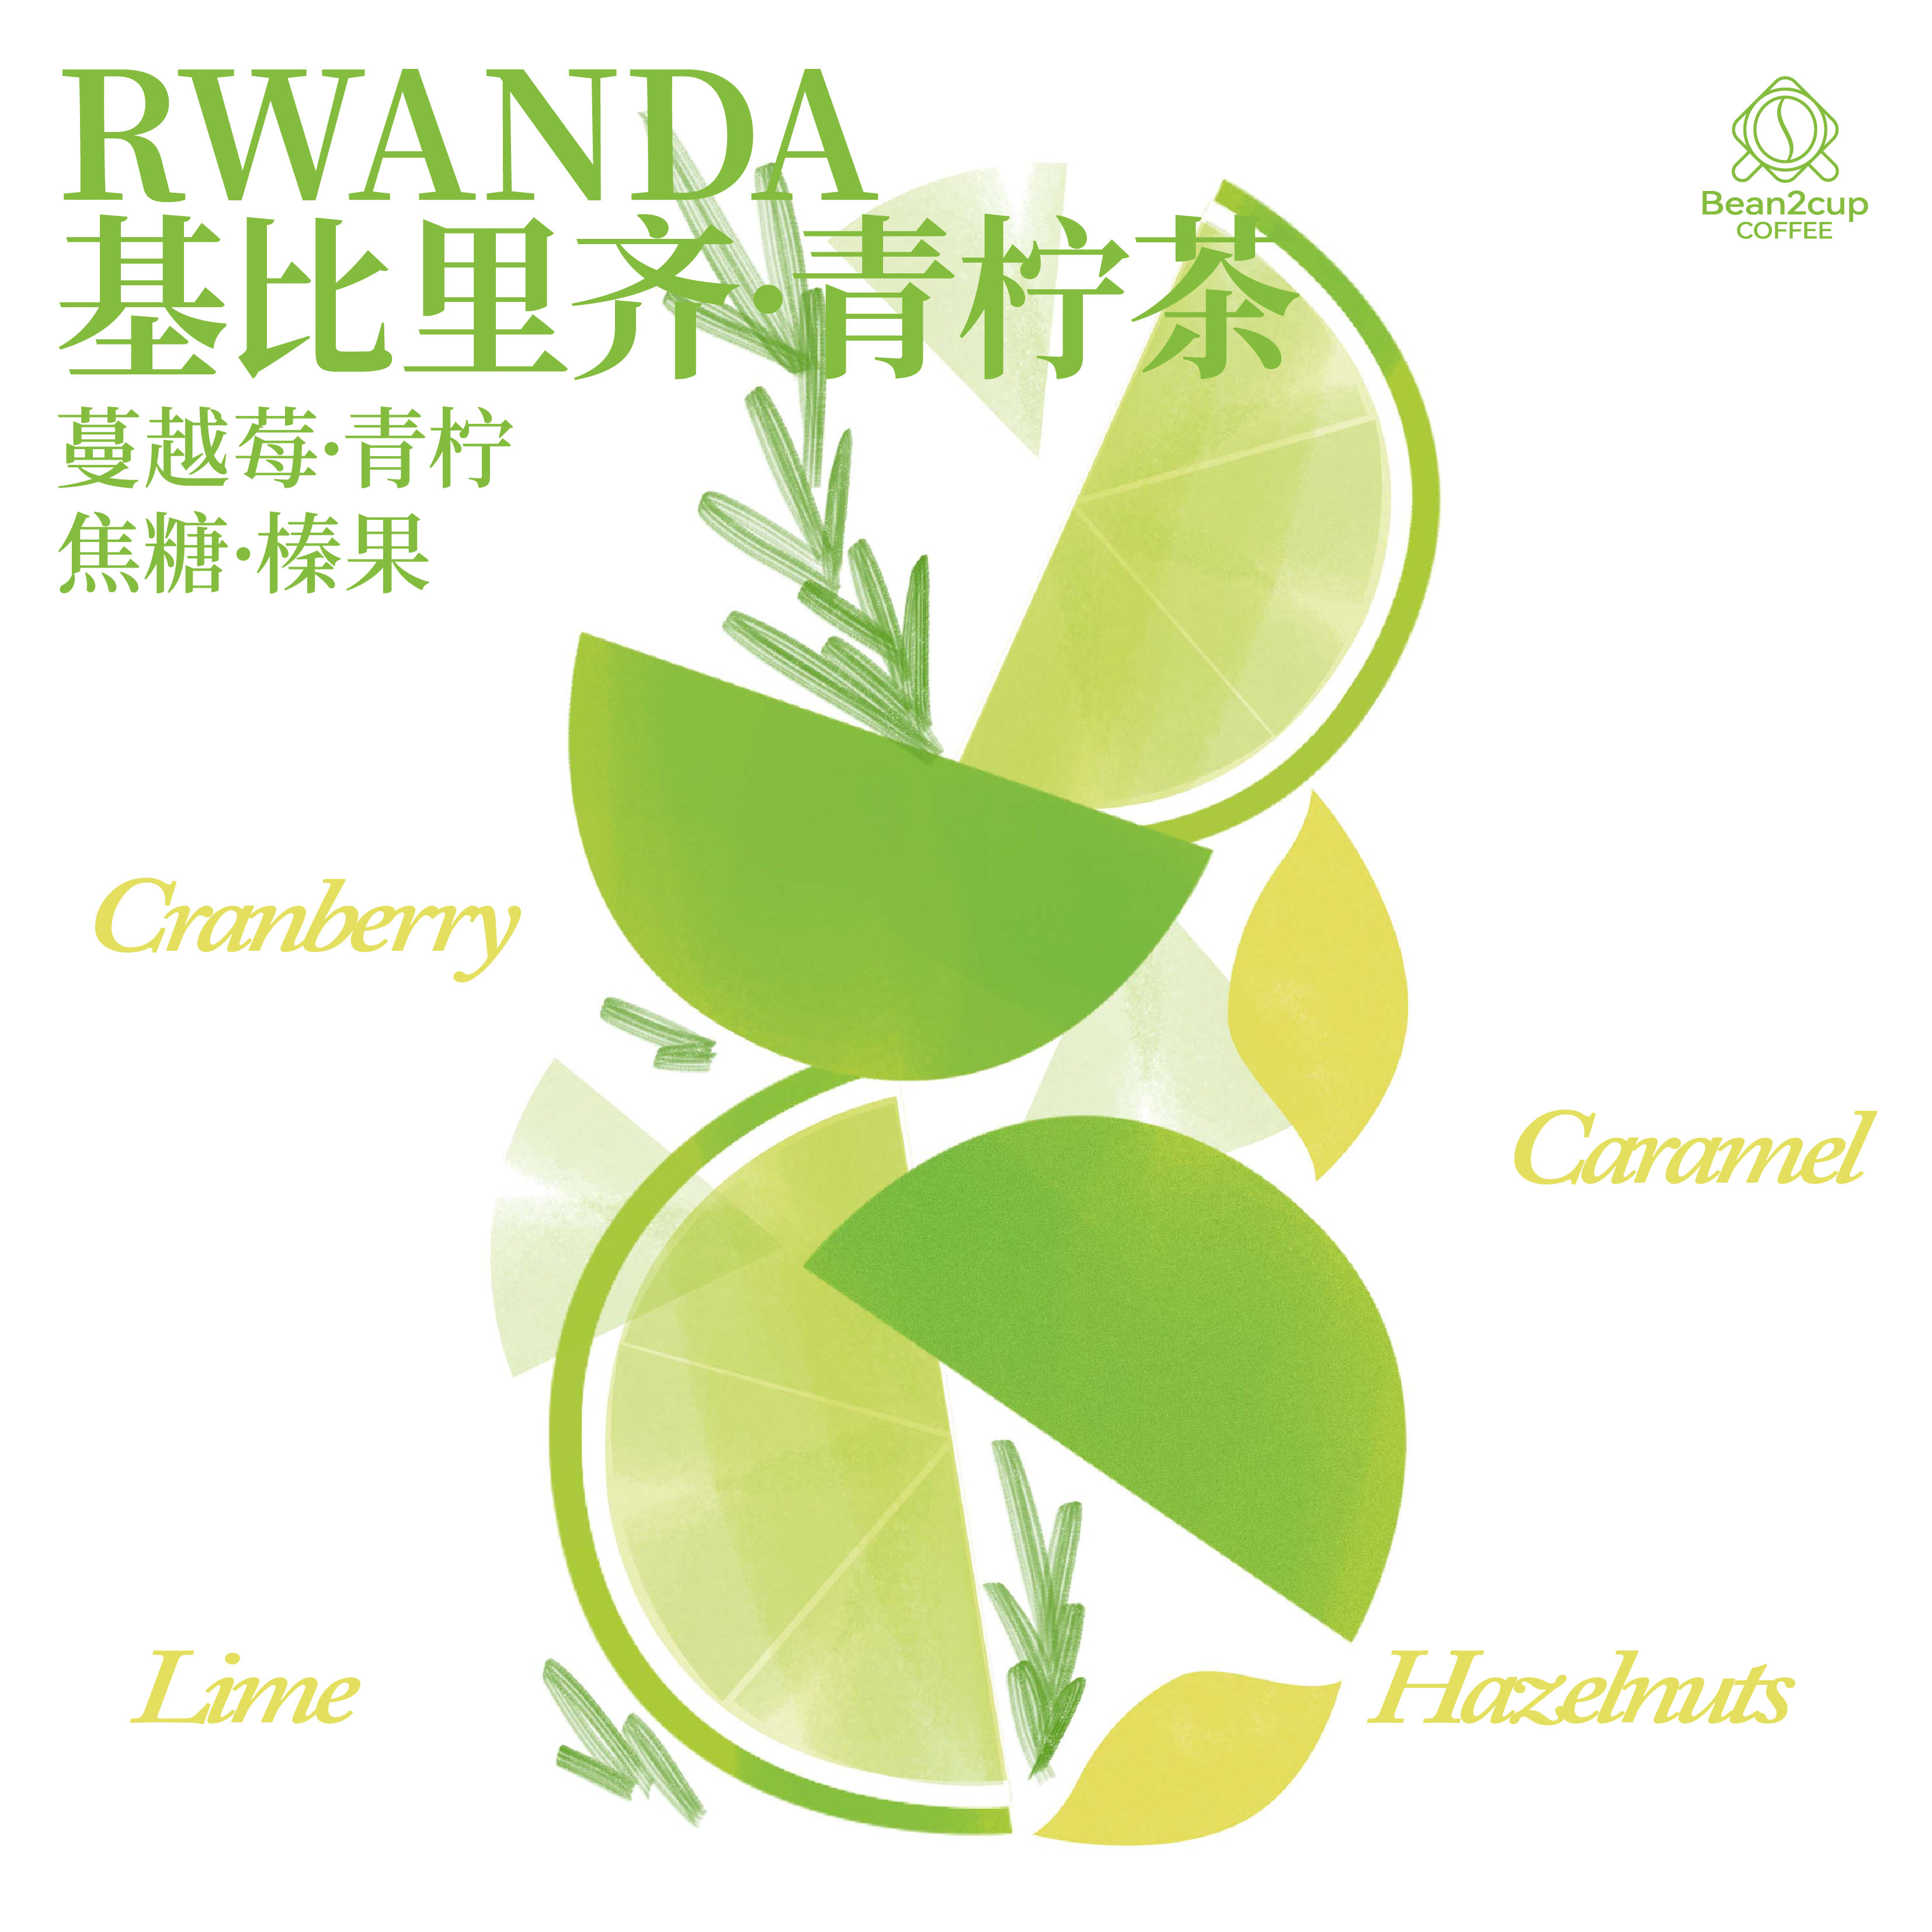 RWANDA
基比里齐·青柠茶
蔓越莓·青柠
焦糖·榛果
Bean2cup
COFFEE
Cranberry
Caramel
Lime
Hazelnuts